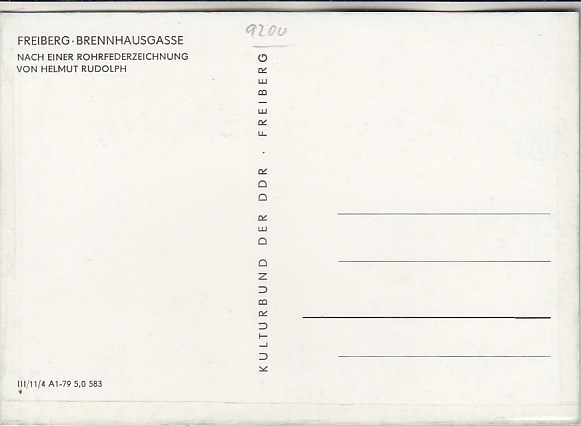 FREIBERG · BRENNHAUSGASSE
NACH EINER ROHRFEDERZEICHNUNG
VON HELMUT RUDOLPH
9200
KULTURBUND DER DDR · FREIBERG
III/11/4 A1-79 5,0 583